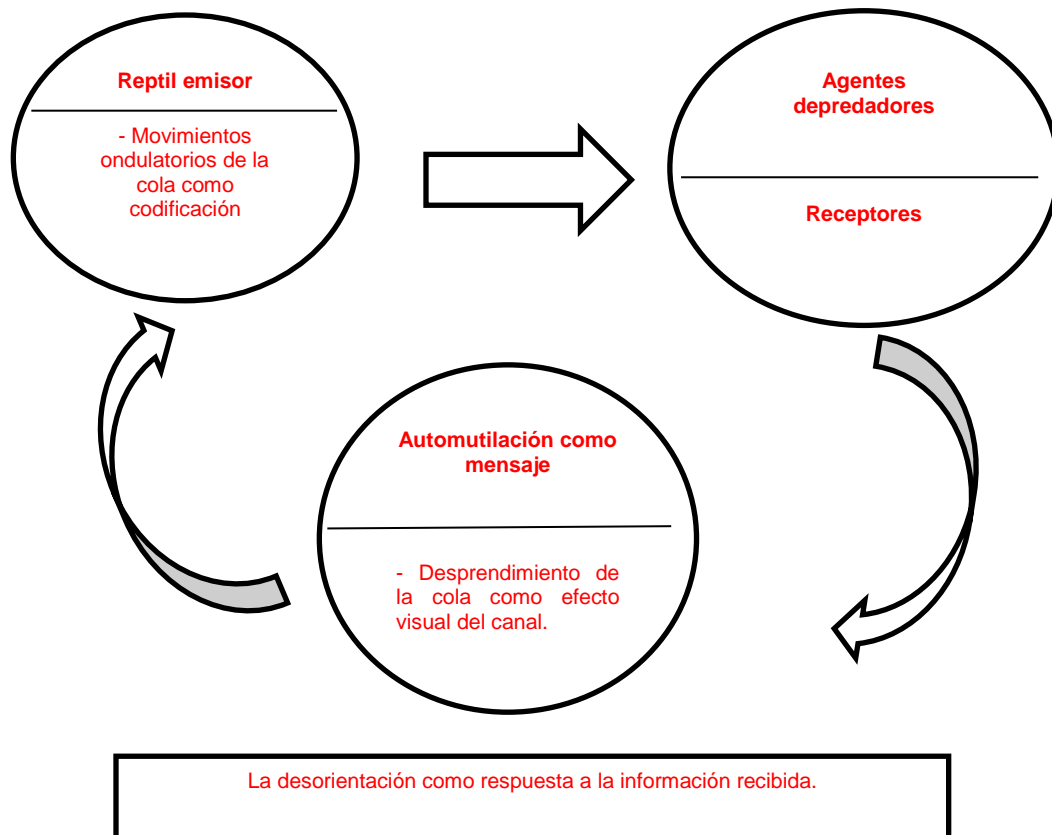 Reptil emisor
- Movimientos
ondulatorios de la
cola como
codificación
Agentes
depredadores
Receptores
Automutilación como
mensaje
- Desprendimiento de
la cola como efecto
visual del canal.
La desorientación como respuesta a la información recibida.